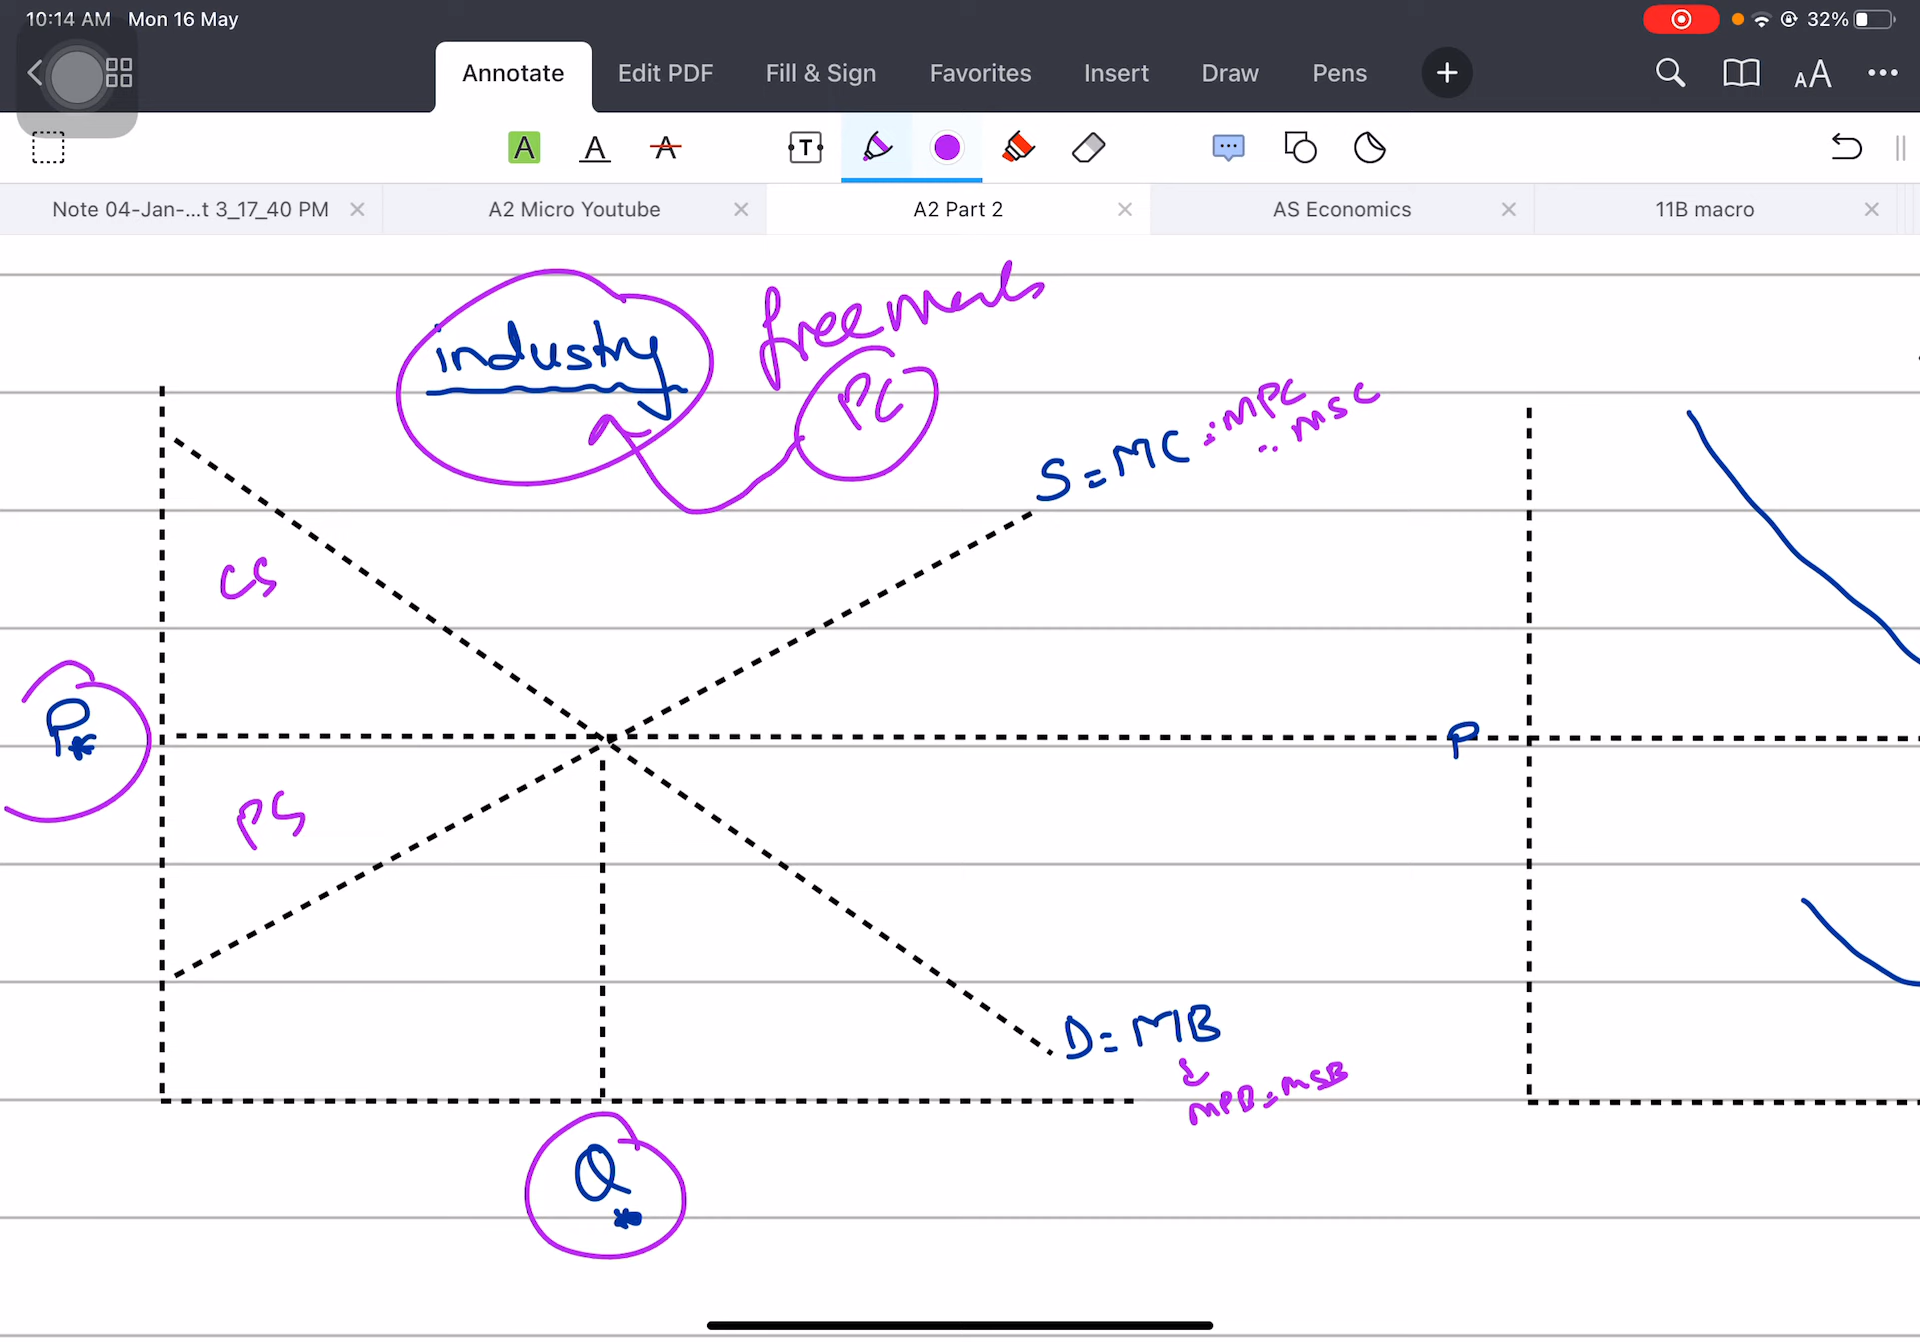 10:14 AM Mon 16 May
32%
Annotate Edit PDF Fill & Sign Favorites Insert Draw Pens
AA
A A A T
Note 04-Jan-...t 3_17_40 PM A2 Micro Youtube A2 Part 2 AS Economics 11B macro
industry
free
PC
S = MC = MPC
= MSC
CS
P*
P
PS
D = MB
MPB = MSB
Q*